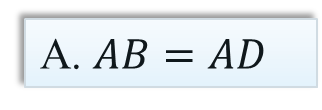 A. AB = AD